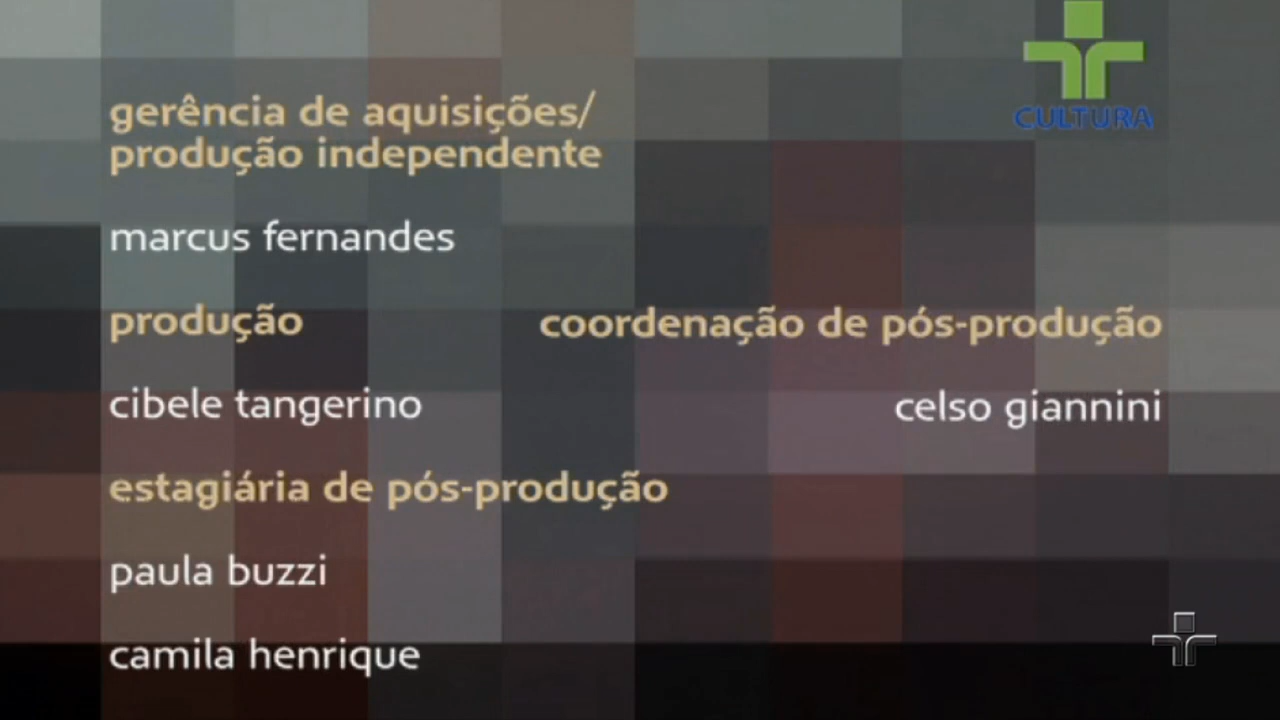 CULTURA
gerência de aquisições/
produção independente
marcus fernandes
produção
cibele tangerino
coordenação de pós-produção
celso giannini
estagiária de pós-produção
paula buzzi
camila henrique